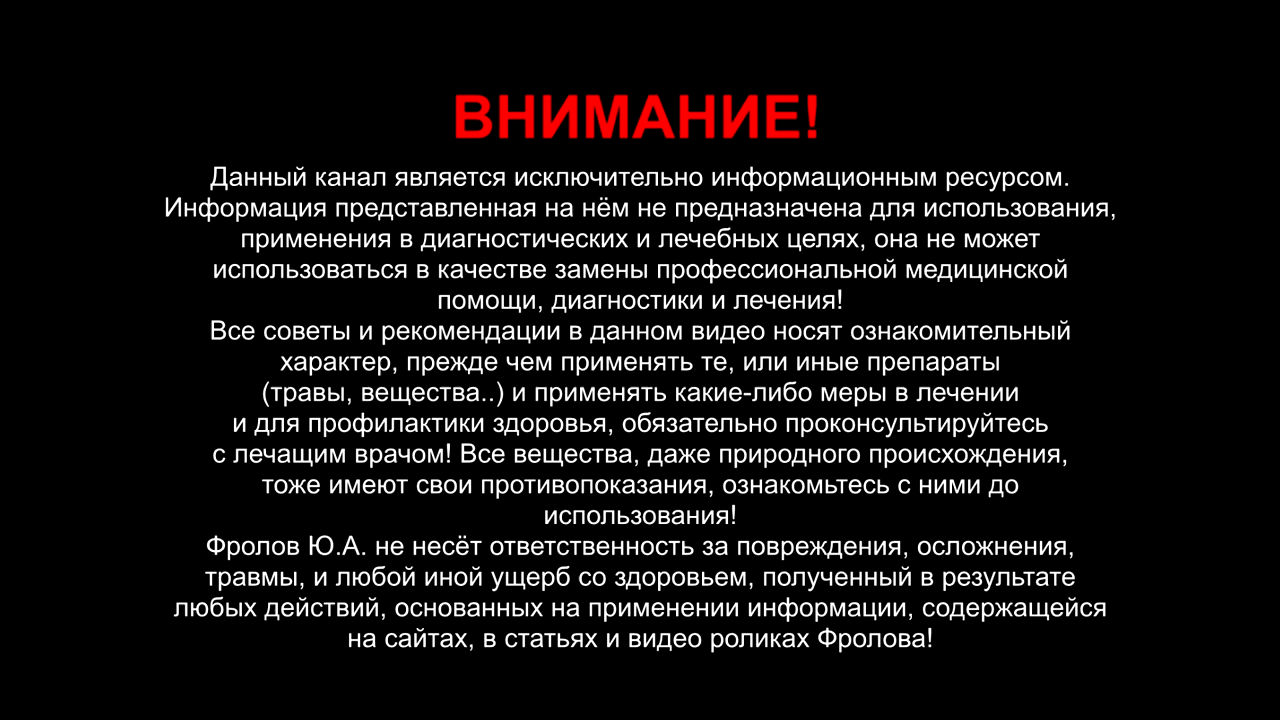 ВНИМАНИЕ!
Данный канал является исключительно информационным ресурсом.
Информация представленная на нём не предназначена для использования,
применения в диагностических и лечебных целях, она не может
использоваться в качестве замены профессиональной медицинской
помощи, диагностики и лечения!
Все советы и рекомендации в данном видео носят ознакомительный
характер, прежде чем применять те, или иные препараты
(травы, вещества..) и применять какие-либо меры в лечении
и для профилактики здоровья, обязательно проконсультируйтесь
с лечащим врачом! Все вещества, даже природного происхождения,
тоже имеют свои противопоказания, ознакомьтесь с ними до
использования!
Фролов Ю.А. не несёт ответственность за повреждения, осложнения,
травмы, и любой иной ущерб со здоровьем, полученный в результате
любых действий, основанных на применении информации, содержащейся
на сайтах, в статьях и видео роликах Фролова!